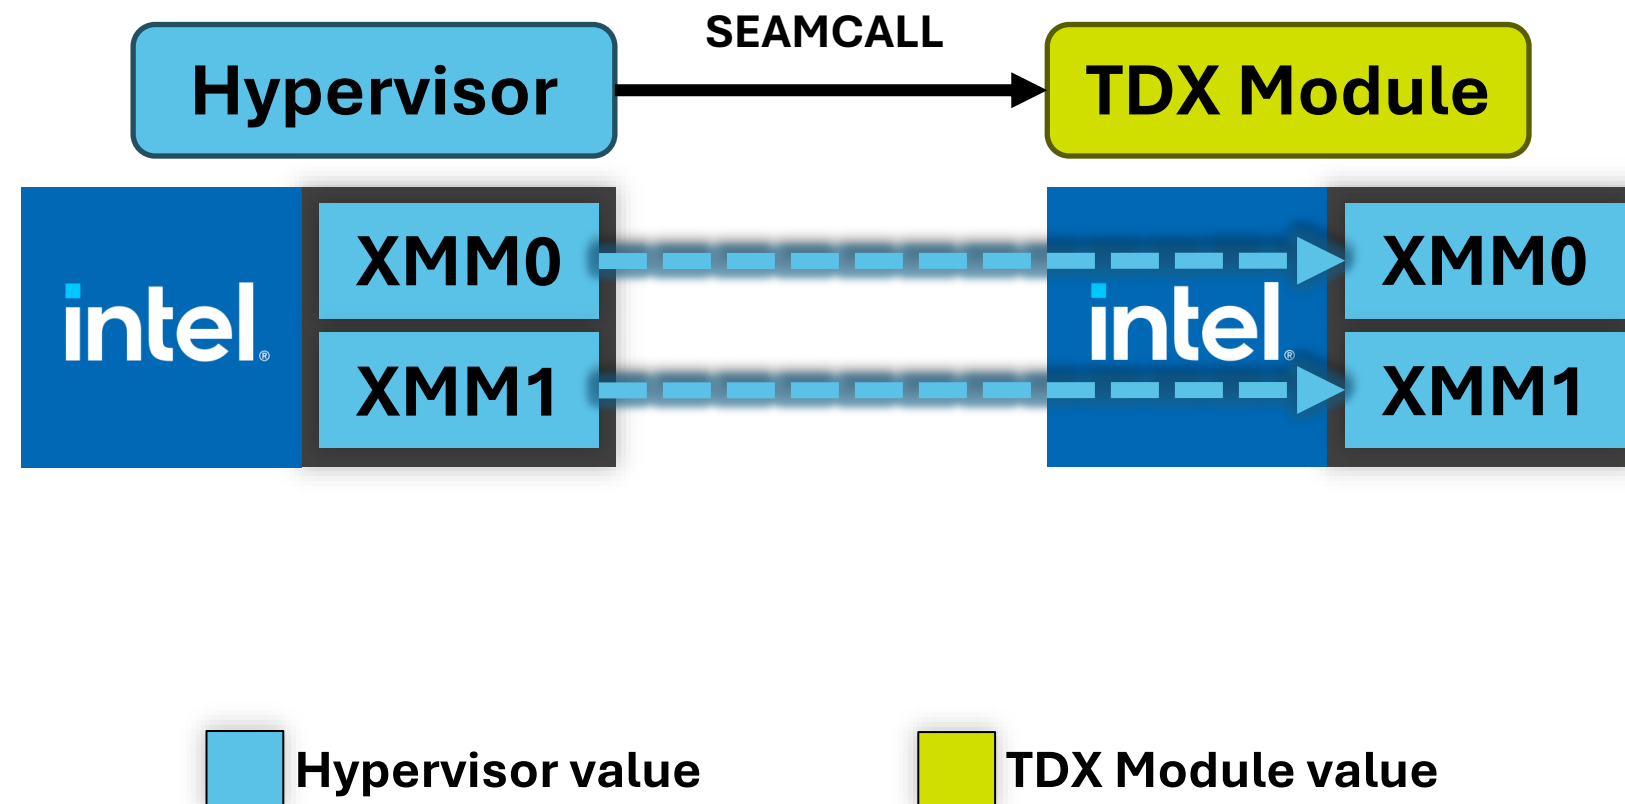 SEAMCALL
Hypervisor
TDX Module
intel®
XMM0
XMM1
intel®
XMM0
XMM1
Hypervisor value
TDX Module value